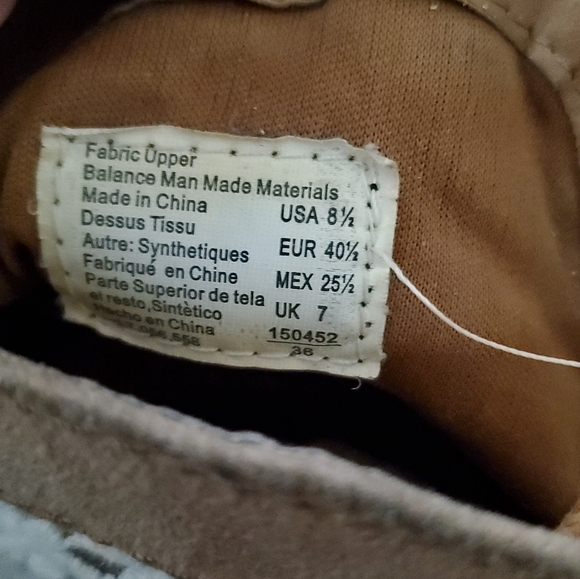 Fabric Upper
Balance Man Made Materials
Made in China
Dessus Tissu
Autre: Synthetiques
Fabriqué en Chine
Parte Superior de tela
el resto,Sintètico
Hecho en China
USA 8½
EUR 40½
MEX 25½
UK 7
150452
36